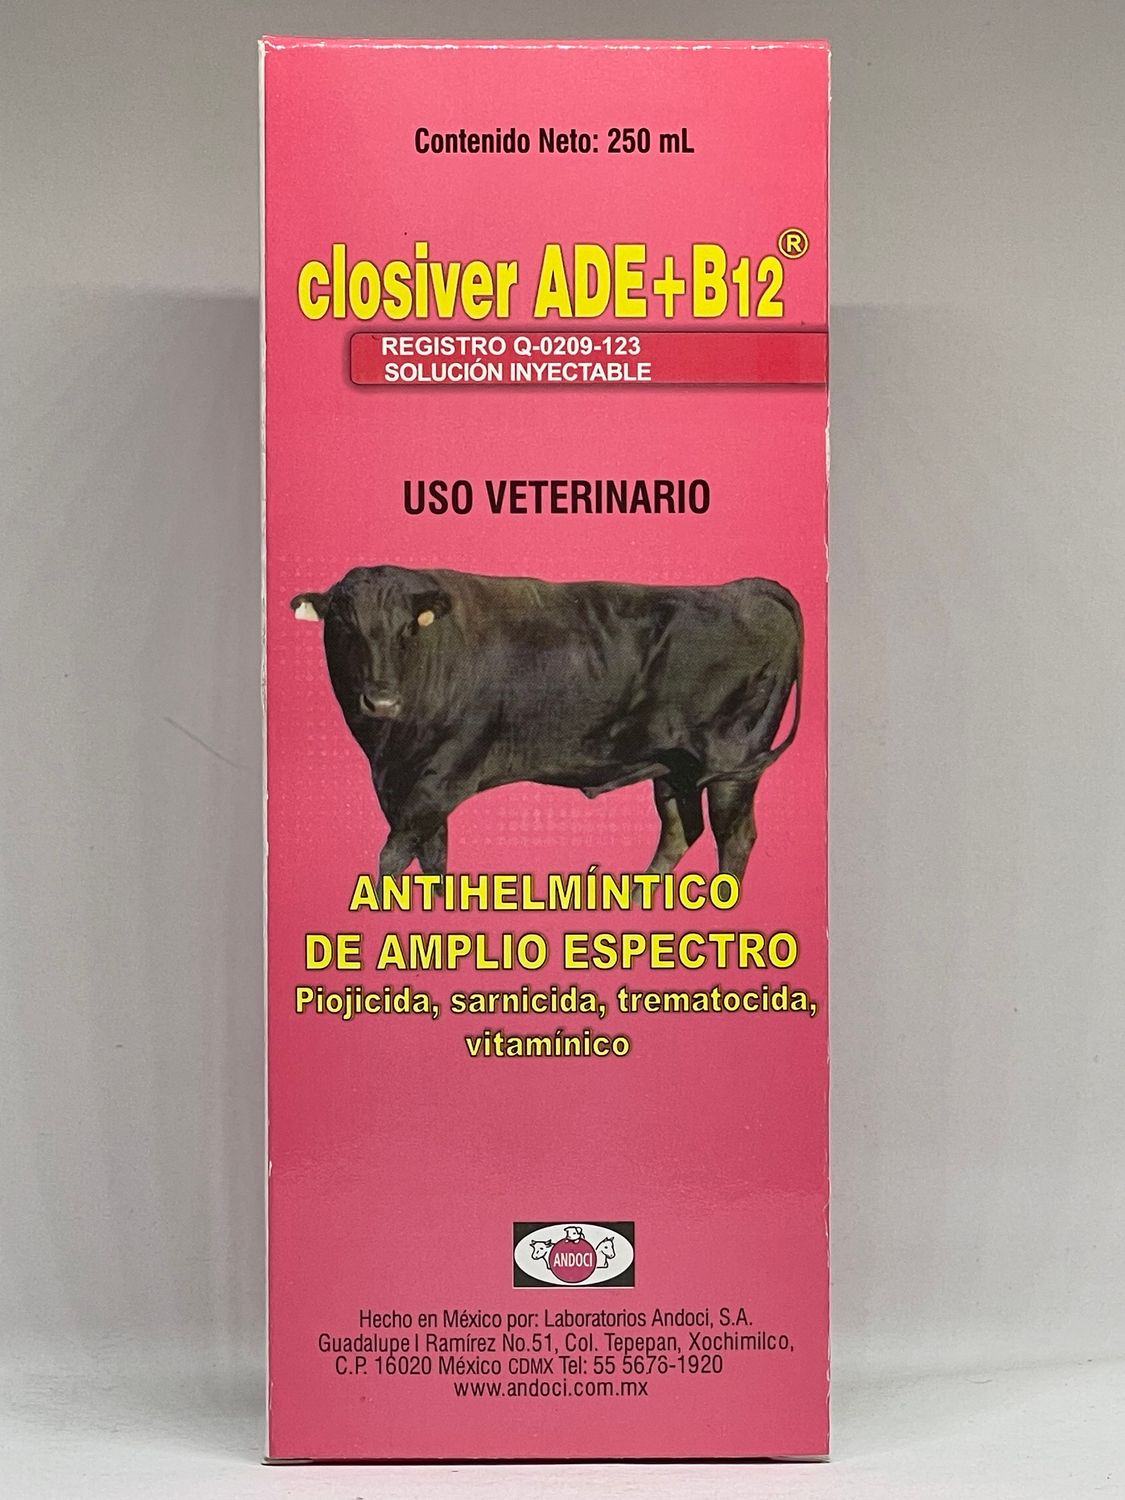 Contenido Neto: 250 mL
closiver ADE+B12®
REGISTRO Q-0209-123
SOLUCIÓN INYECTABLE
USO VETERINARIO
ANTIHELMÍNTICO
DE AMPLIO ESPECTRO
Piojicida, sarnicida, trematocida,
vitamínico
ANDOCI
Hecho en México por: Laboratorios Andoci, S.A.
Guadalupe I Ramírez No.51, Col. Tepepan, Xochimilco,
C.P. 16020 México CDMX Tel: 55 5676-1920
www.andoci.com.mx